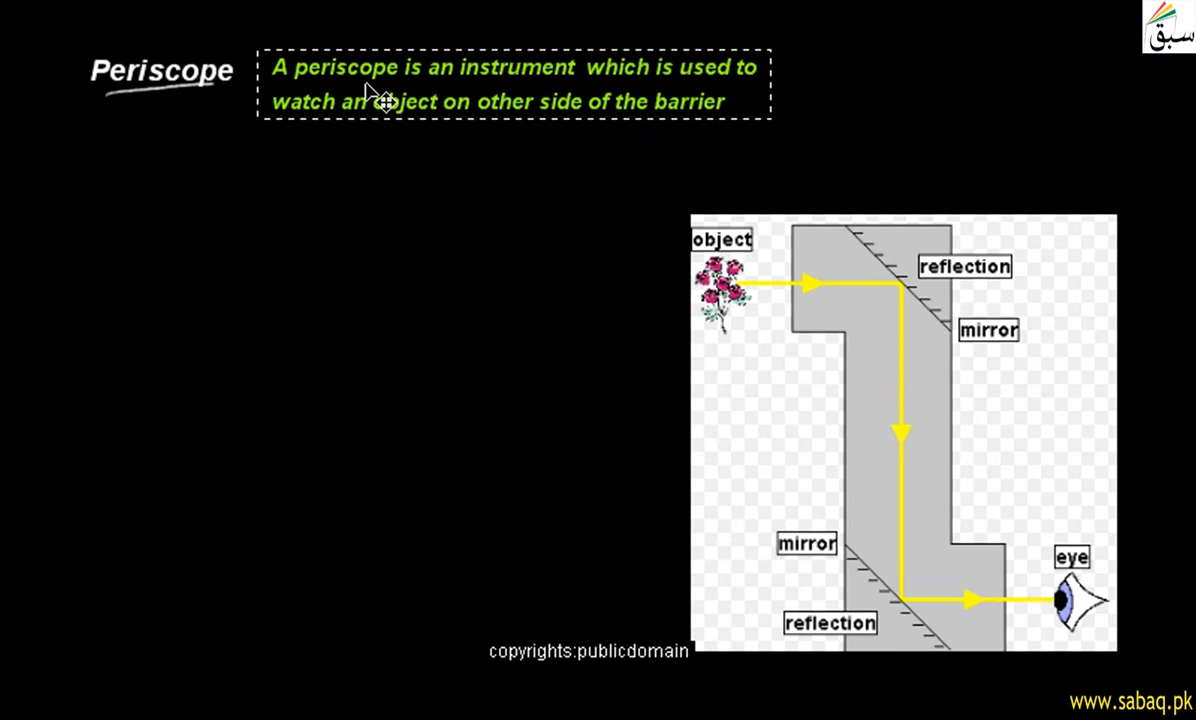 سبق
Periscope
A periscope is an instrument which is used to
watch an object on other side of the barrier
object
reflection
mirror
mirror
eye
reflection
copyrights:publicdomain
www.sabaq.pk